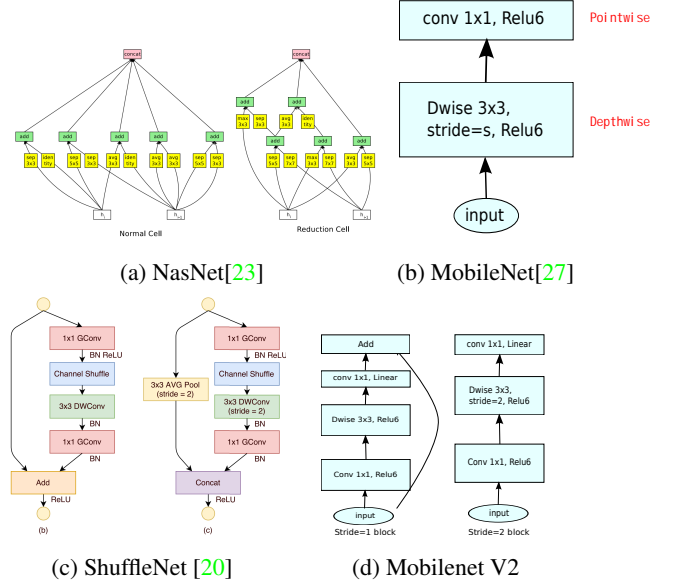 concat
add
add
add
add
add
sep
3x3
iden
tity
sep
5x5
sep
3x3
avg
3x3
iden
tity
avg
3x3
avg
3x3
sep
5x5
sep
3x3
h
i
h
i-1
Normal Cell
concat
add
add
max
3x3
sep
3x3
avg
3x3
iden
tity
add
add
sep
5x5
sep
7x7
max
3x3
sep
7x7
avg
3x3
sep
5x5
h
i
h
i-1
Reduction Cell
(a) NasNet[23]
conv 1x1, Relu6
Pointwise
Dwise 3x3,
stride=s, Relu6
Depthwise
input
(b) MobileNet[27]
1x1 GConv
BN ReLU
Channel Shuffle
3x3 DWConv
BN
1x1 GConv
BN
Add
ReLU
(b)
1x1 GConv
BN ReLU
3x3 AVG Pool
(stride = 2)
Channel Shuffle
3x3 DWConv
(stride = 2)
BN
1x1 GConv
BN
Concat
ReLU
(c)
(c) ShuffleNet [20]
Add
conv 1x1, Linear
Dwise 3x3, Relu6
Conv 1x1, Relu6
input
Stride=1 block
conv 1x1, Linear
Dwise 3x3,
stride=2, Relu6
Conv 1x1, Relu6
input
Stride=2 block
(d) Mobilenet V2